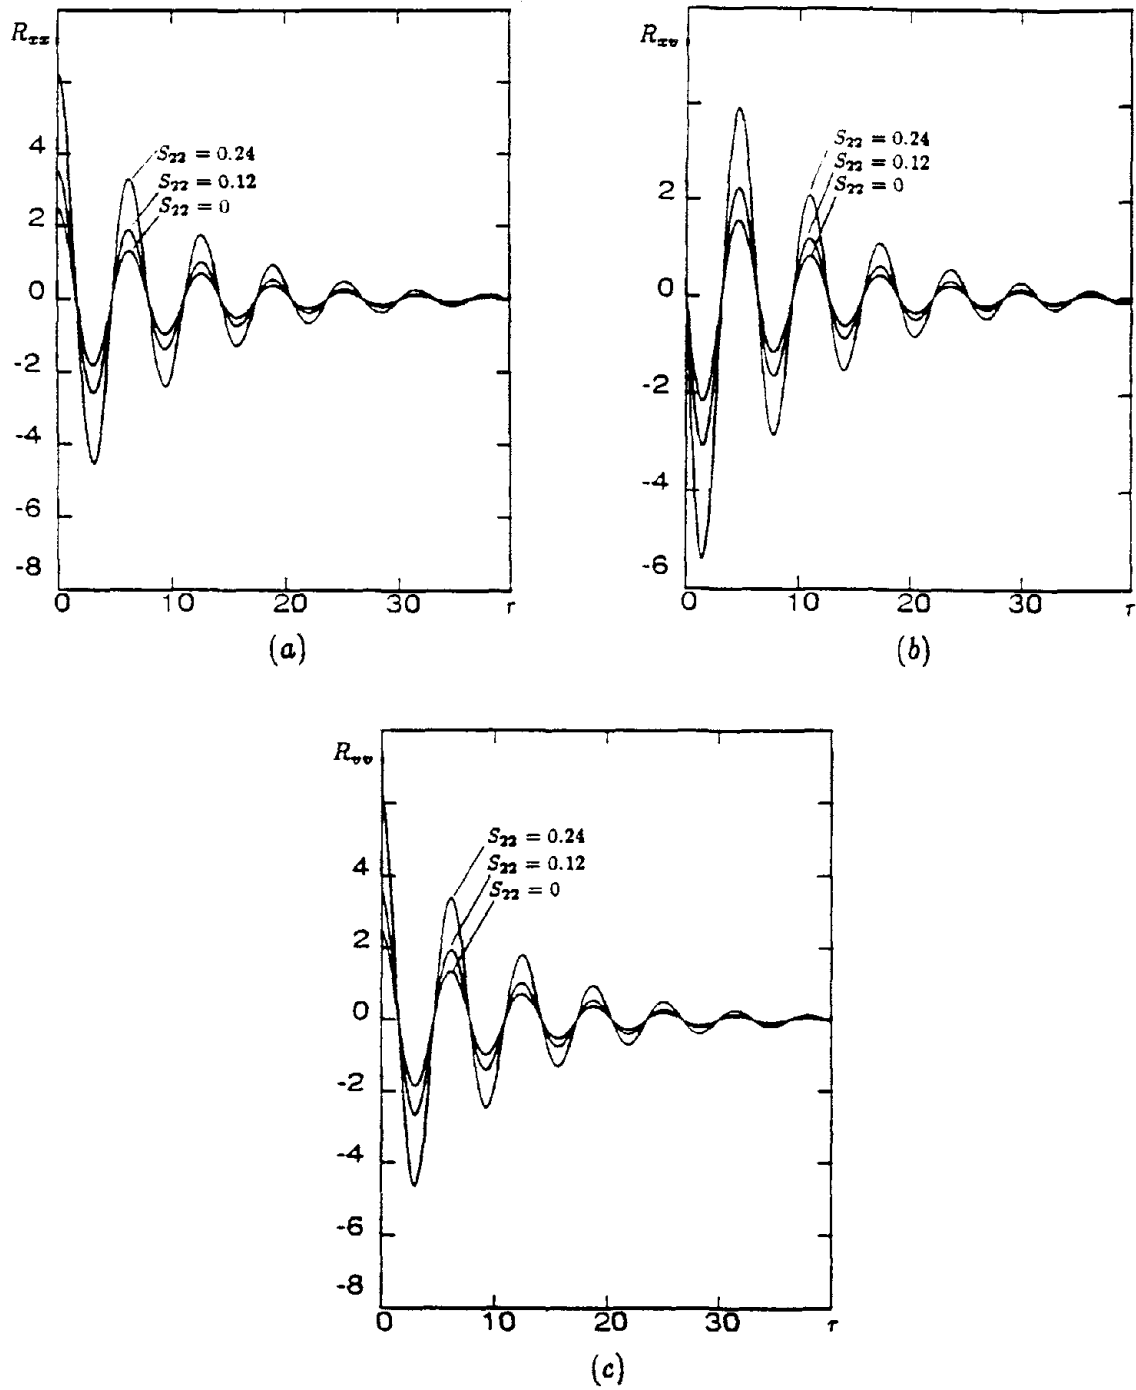 R_xx
4
2
0
-2
-4
-6
-8
0 10 20 30 τ
S_22 = 0.24
S_22 = 0.12
S_22 = 0
(a)
R_xv
2
0
-2
-4
-6
0 10 20 30 τ
S_22 = 0.24
S_22 = 0.12
S_22 = 0
(b)
R_vv
4
2
0
-2
-4
-6
-8
0 10 20 30 τ
S_22 = 0.24
S_22 = 0.12
S_22 = 0
(c)